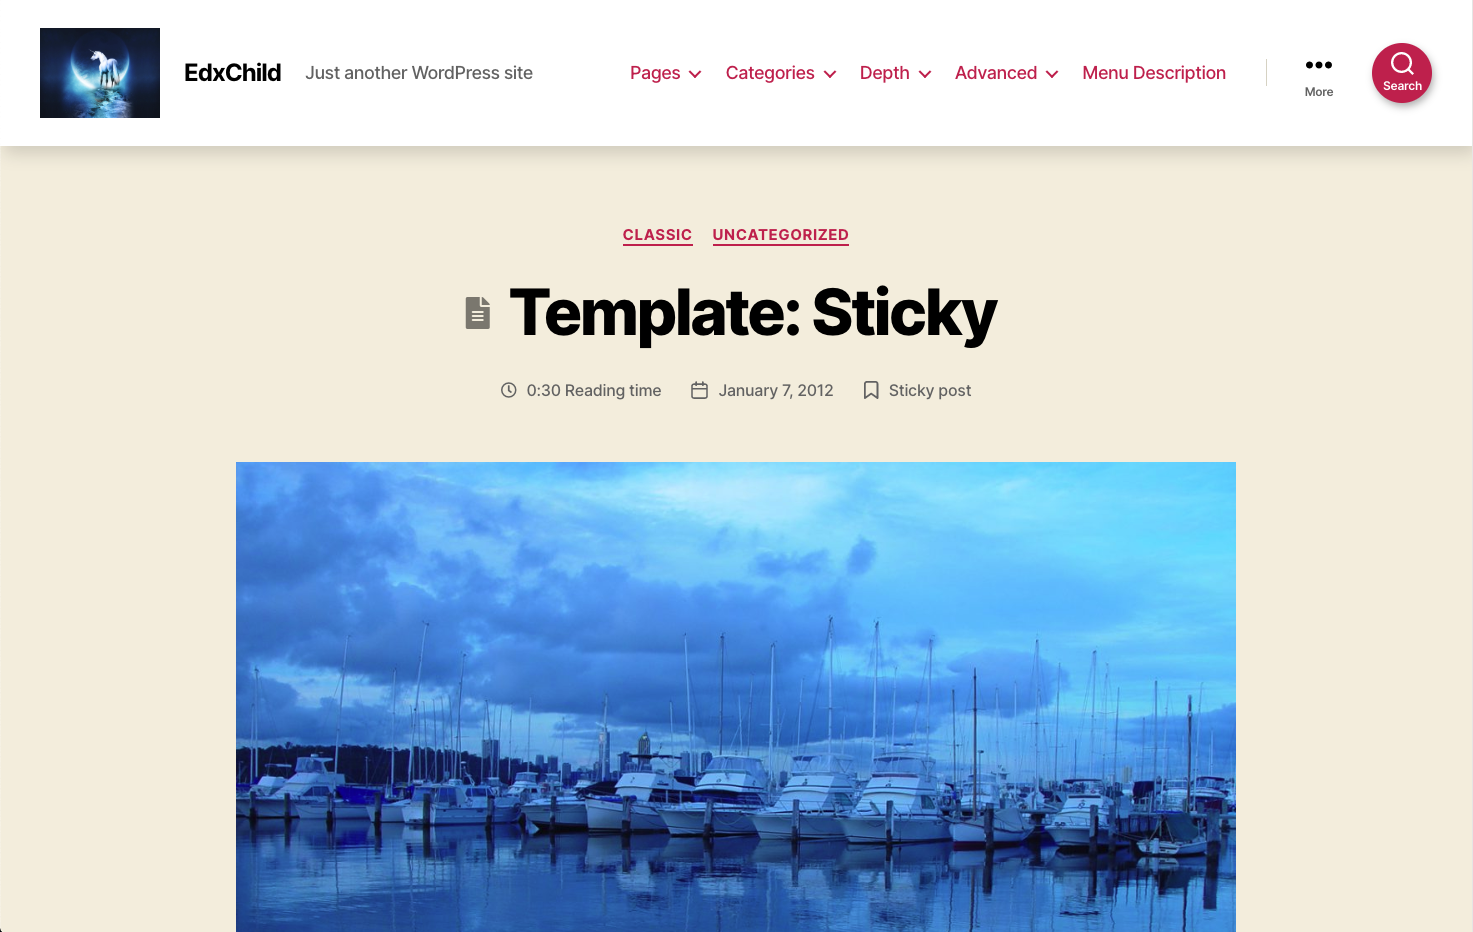 EdxChild
Just another WordPress site
Pages
Categories
Depth
Advanced
Menu Description
More
Search
CLASSIC
UNCATEGORIZED
Template: Sticky
0:30 Reading time
January 7, 2012
Sticky post